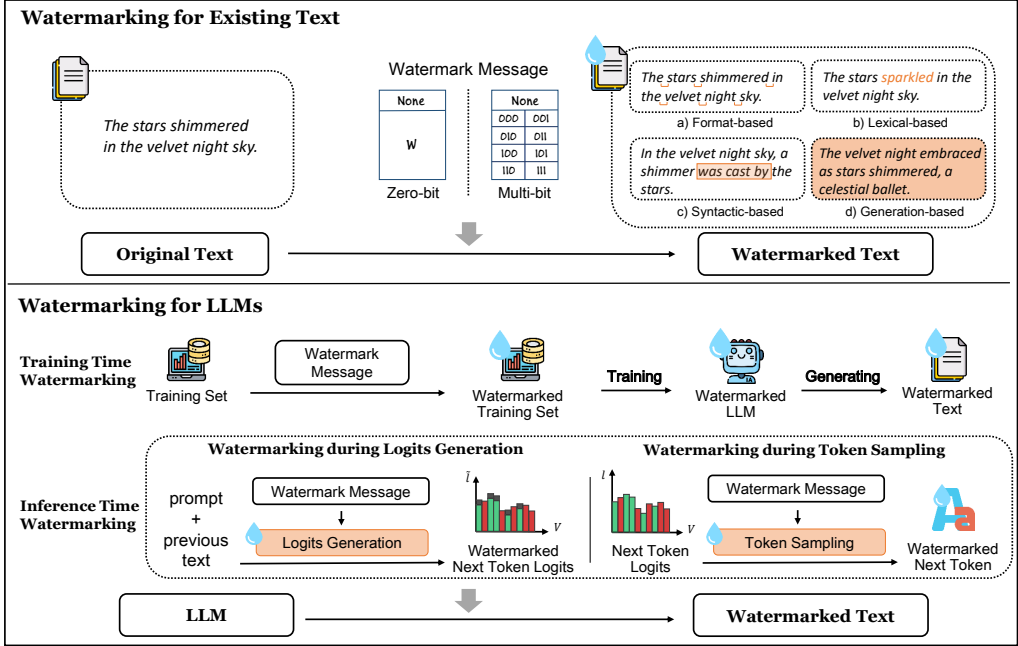 Watermarking for Existing Text
The stars shimmered
in the velvet night sky.
Watermark Message
None
W
Zero-bit
None
000 001
010 011
100 101
110 111
Multi-bit
The stars shimmered in
the velvet night sky.
a) Format-based
The stars sparkled in the
velvet night sky.
b) Lexical-based
In the velvet night sky, a
shimmer was cast by the
stars.
c) Syntactic-based
The velvet night embraced
as stars shimmered, a
celestial ballet.
d) Generation-based
Original Text
Watermarked Text
Watermarking for LLMs
Training Time
Watermarking
Training Set
Watermark
Message
Watermarked
Training Set
Training
IA
Watermarked
LLM
Generating
Watermarked
Text
Inference Time
Watermarking
Watermarking during Logits Generation
prompt
+
previous
text
Watermark Message
Logits Generation
l̃
V
Watermarked
Next Token Logits
Watermarking during Token Sampling
l
V
Next Token
Logits
Watermark Message
Token Sampling
Aa
Watermarked
Next Token
LLM
Watermarked Text